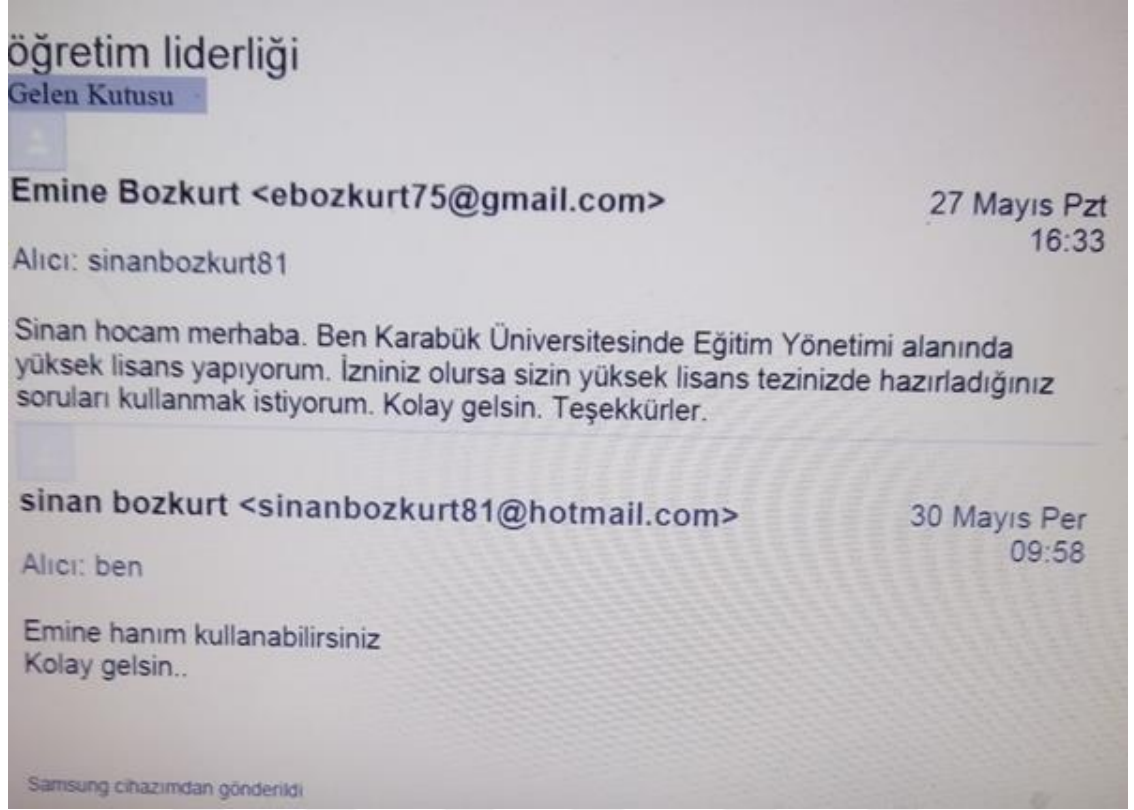 öğretim liderliği
Gelen Kutusu
Emine Bozkurt <ebozkurt75@gmail.com>
27 Mayıs Pzt
16:33
Alıcı: sinanbozkurt81
Sinan hocam merhaba. Ben Karabük Üniversitesinde Eğitim Yönetimi alanında
yüksek lisans yapıyorum. İzniniz olursa sizin yüksek lisans tezinizde hazırladığınız
soruları kullanmak istiyorum. Kolay gelsin. Teşekkürler.
sinan bozkurt <sinanbozkurt81@hotmail.com>
30 Mayıs Per
09:58
Alıcı: ben
Emine hanım kullanabilirsiniz
Kolay gelsin..
Samsung cihazımdan gönderildi